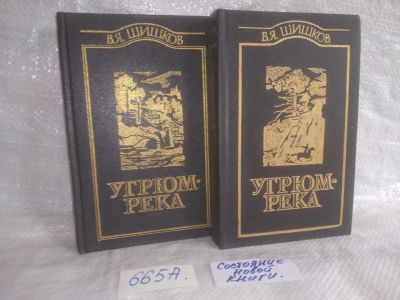 В.Я. ШИШКОВ
УГРЮМ-
РЕКА
В.Я. ШИШКОВ
УГРЮМ-
РЕКА
665А.
Состояние
новой
книги.